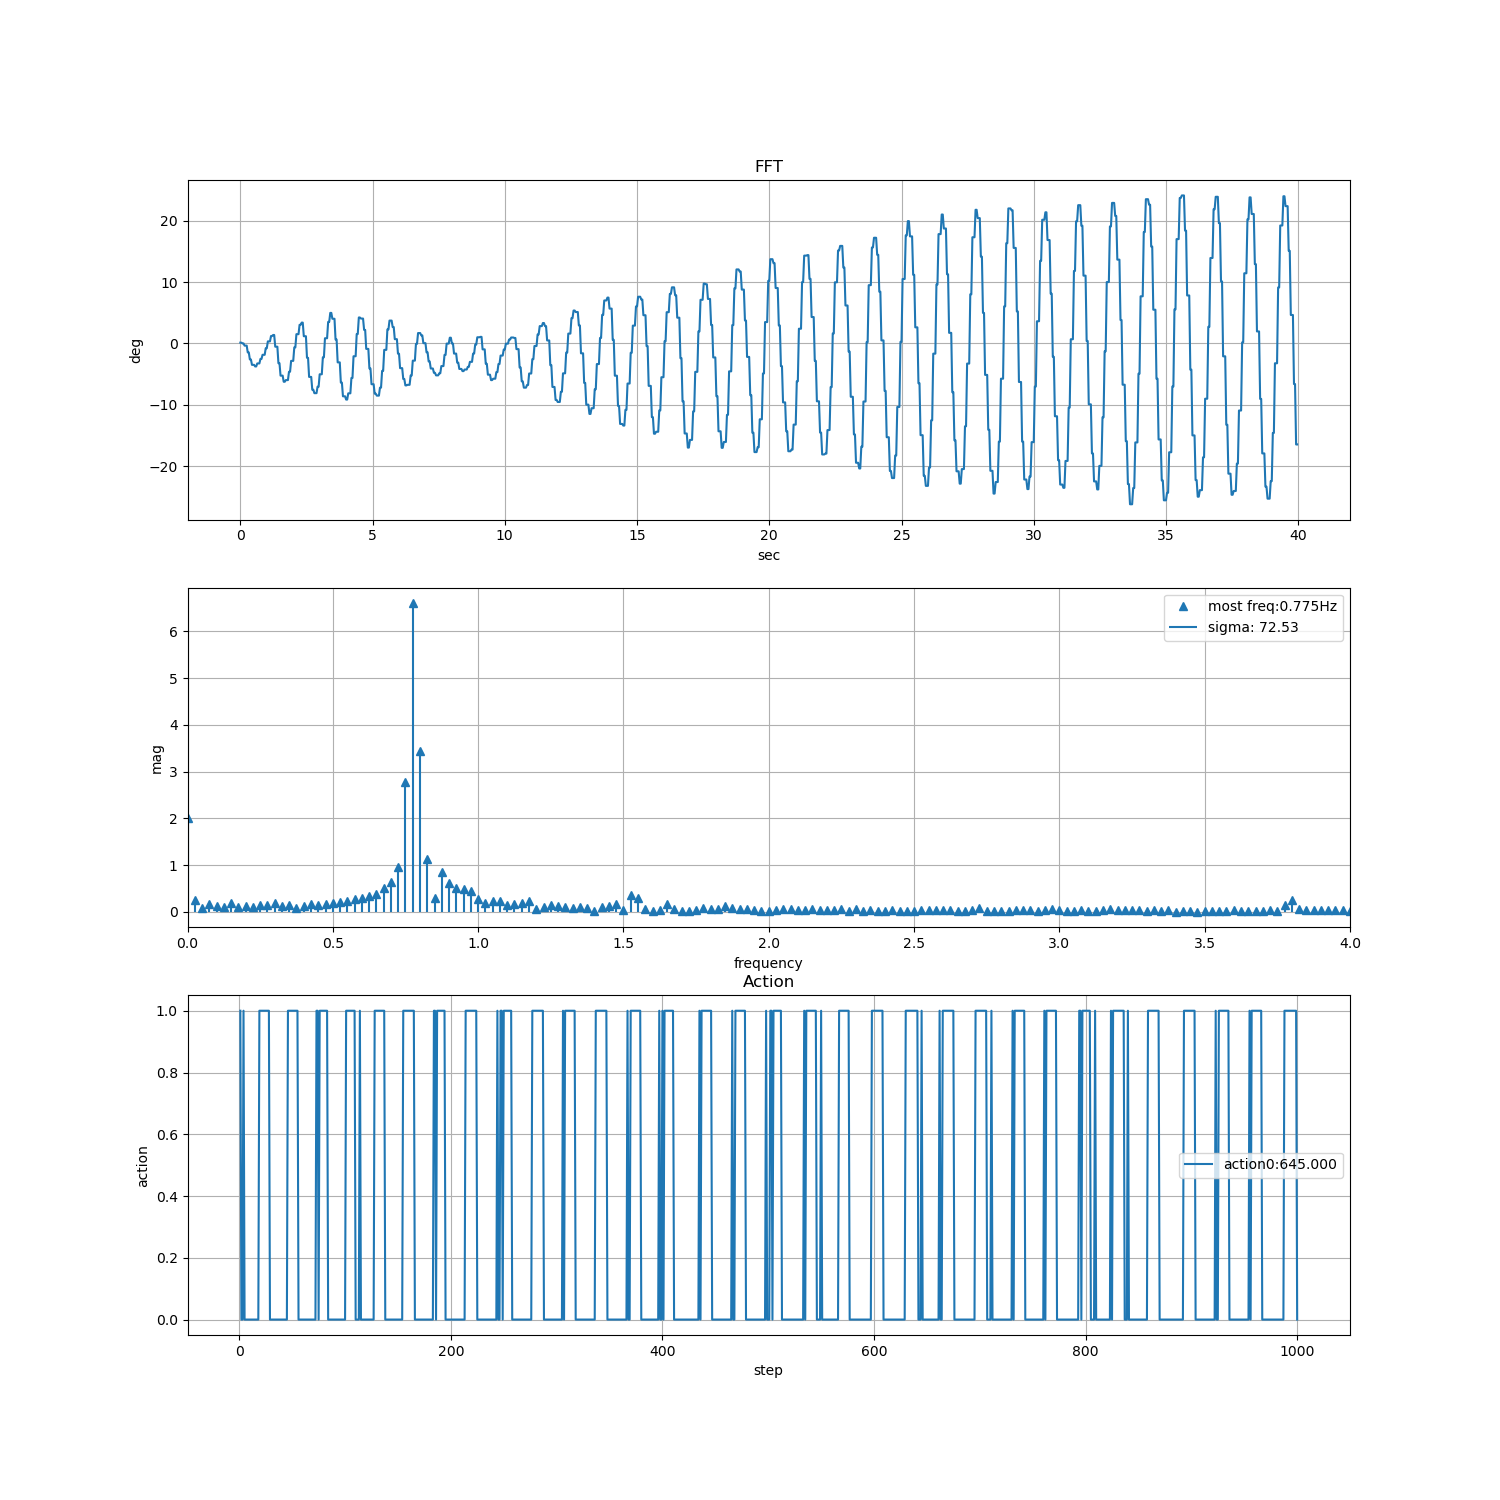 FFT
20
10
0
−10
−20
deg
0 5 10 15 20 25 30 35 40
sec
most freq:0.775Hz
sigma: 72.53
6
5
4
3
2
1
0
mag
0.0 0.5 1.0 1.5 2.0 2.5 3.0 3.5 4.0
frequency
Action
1.0
0.8
0.6
0.4
0.2
0.0
action
action0:645.000
0 200 400 600 800 1000
step